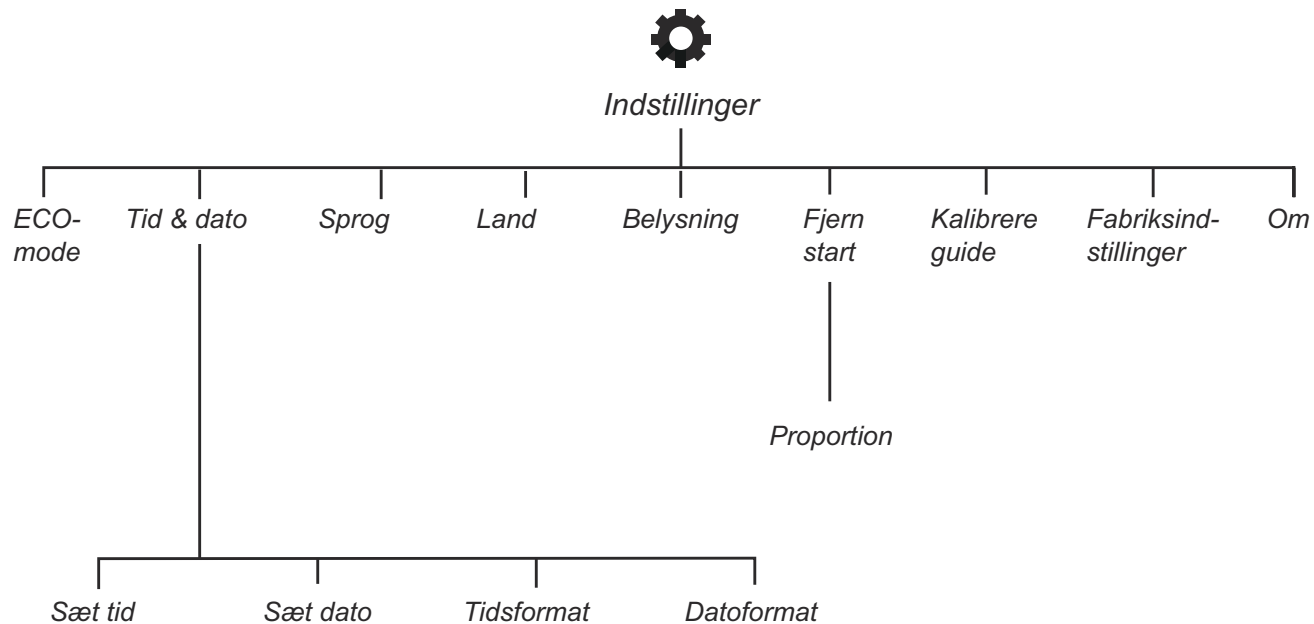 Indstillinger
ECO-
mode
Tid & dato
Sprog
Land
Belysning
Fjern
start
Kalibrere
guide
Fabriksind-
stillinger
Om
Proportion
Sæt tid
Sæt dato
Tidsformat
Datoformat